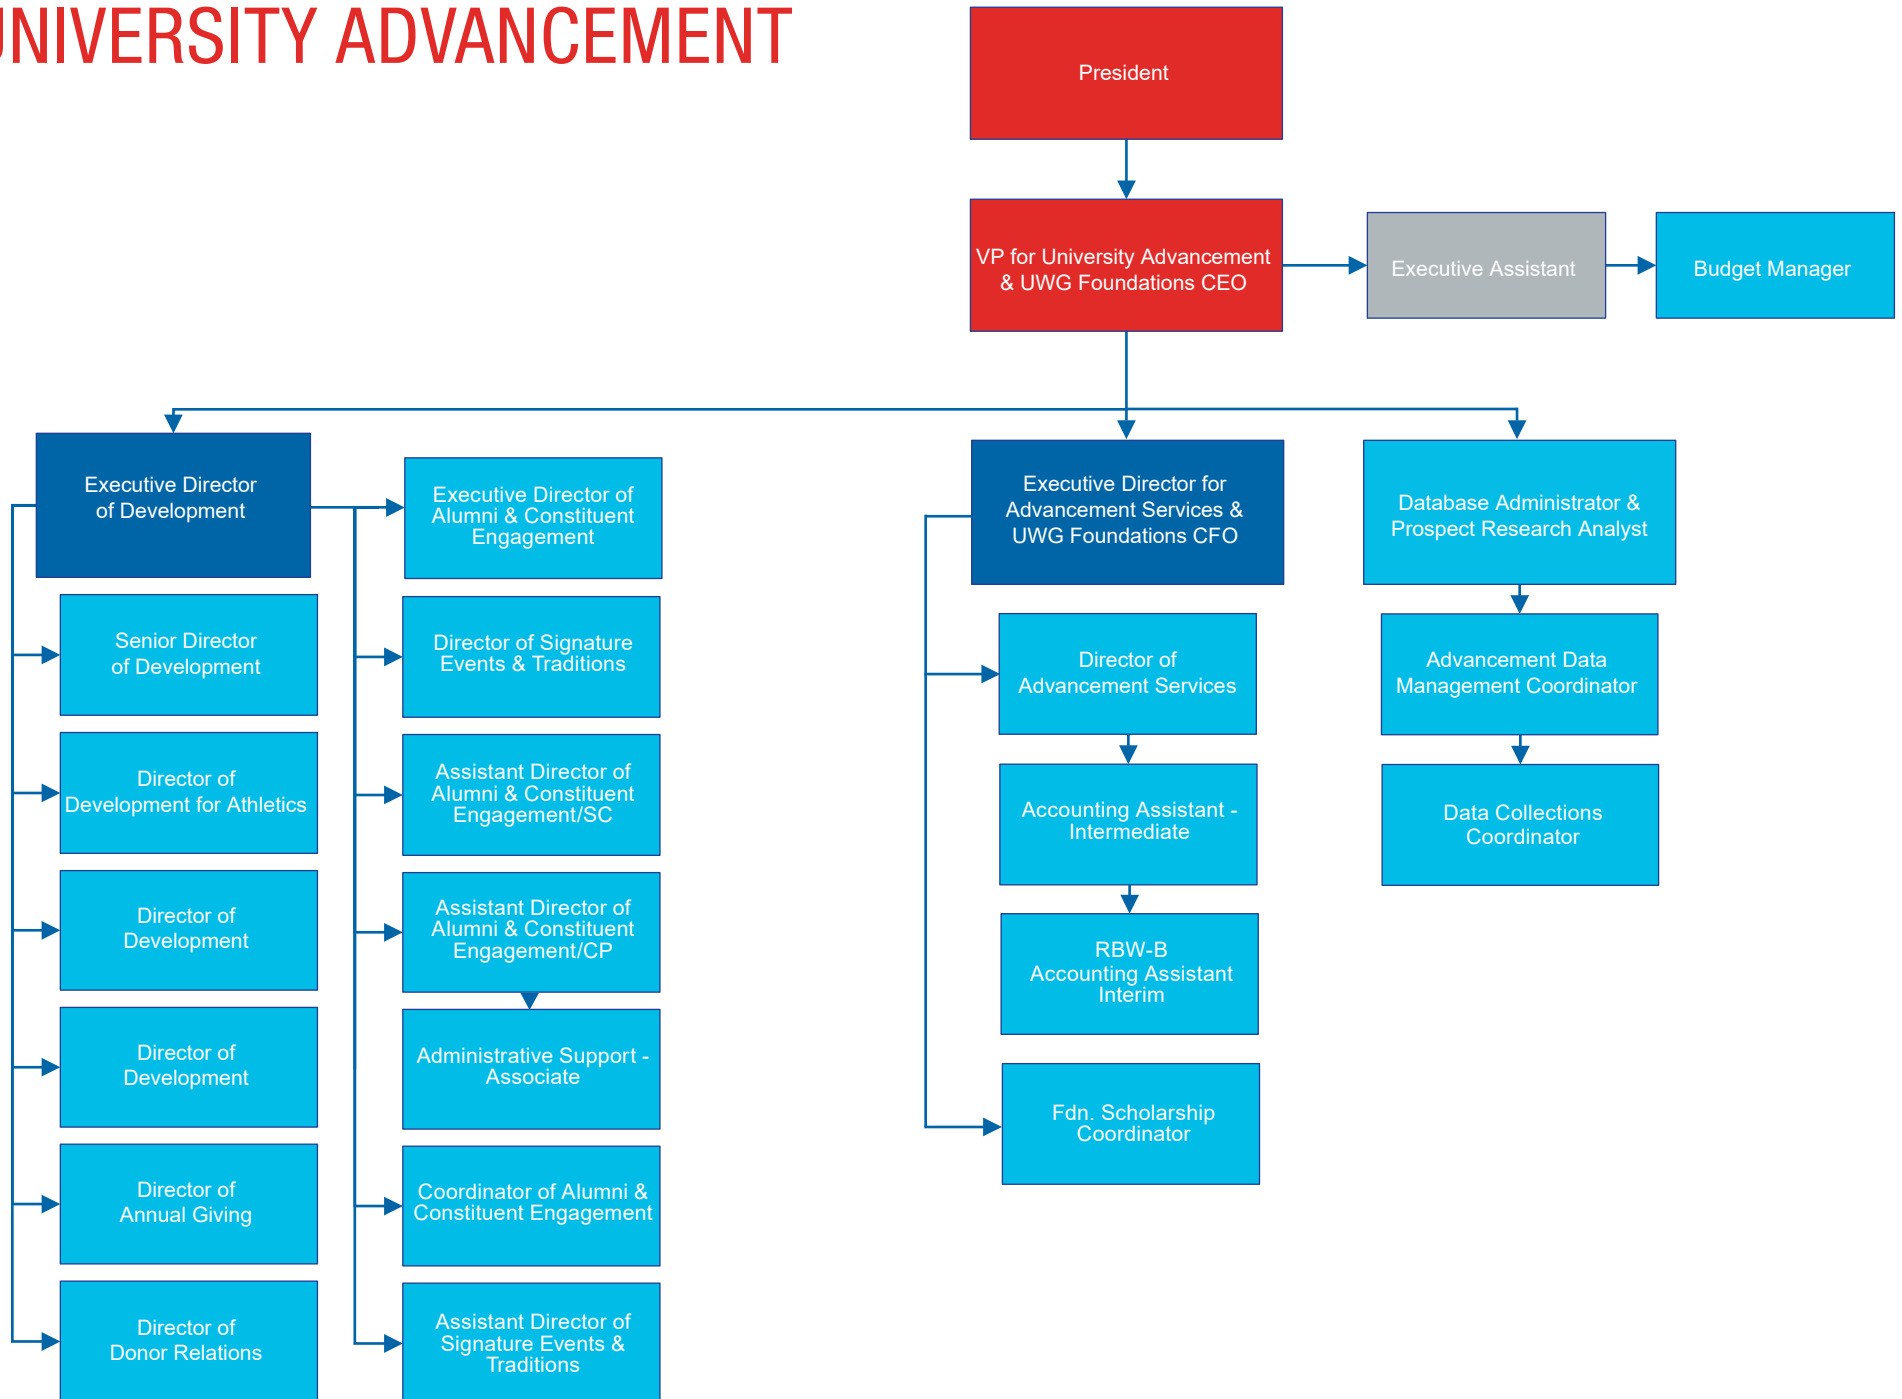 UNIVERSITY ADVANCEMENT
President
VP for University Advancement
& UWG Foundations CEO
Executive Assistant
Budget Manager
Executive Director
of Development
Executive Director of
Alumni & Constituent
Engagement
Executive Director for
Advancement Services &
UWG Foundations CFO
Database Administrator &
Prospect Research Analyst
Senior Director
of Development
Director of Signature
Events & Traditions
Director of
Advancement Services
Advancement Data
Management Coordinator
Director of
Development for Athletics
Assistant Director of
Alumni & Constituent
Engagement/SC
Accounting Assistant -
Intermediate
Data Collections
Coordinator
Director of
Development
Assistant Director of
Alumni & Constituent
Engagement/CP
RBW-B
Accounting Assistant
Interim
Director of
Development
Administrative Support -
Associate
Fdn. Scholarship
Coordinator
Director of
Annual Giving
Coordinator of Alumni &
Constituent Engagement
Director of
Donor Relations
Assistant Director of
Signature Events &
Traditions